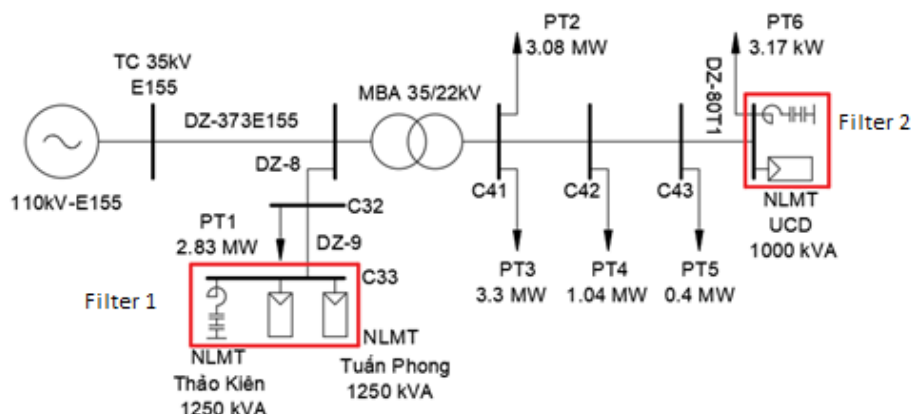 PT2
3.08 MW
PT6
3.17 kW
TC 35kV
E155
MBA 35/22kV
DZ-80T1
Filter 2
DZ-373E155
DZ-8
110kV-E155
C41
C42
C43
NLMT
UCD
1000 kVA
C32
PT1
2.83 MW
DZ-9
PT3
3.3 MW
PT4
1.04 MW
PT5
0.4 MW
C33
Filter 1
NLMT
Tuấn Phong
1250 kVA
NLMT
Thảo Kiên
1250 kVA